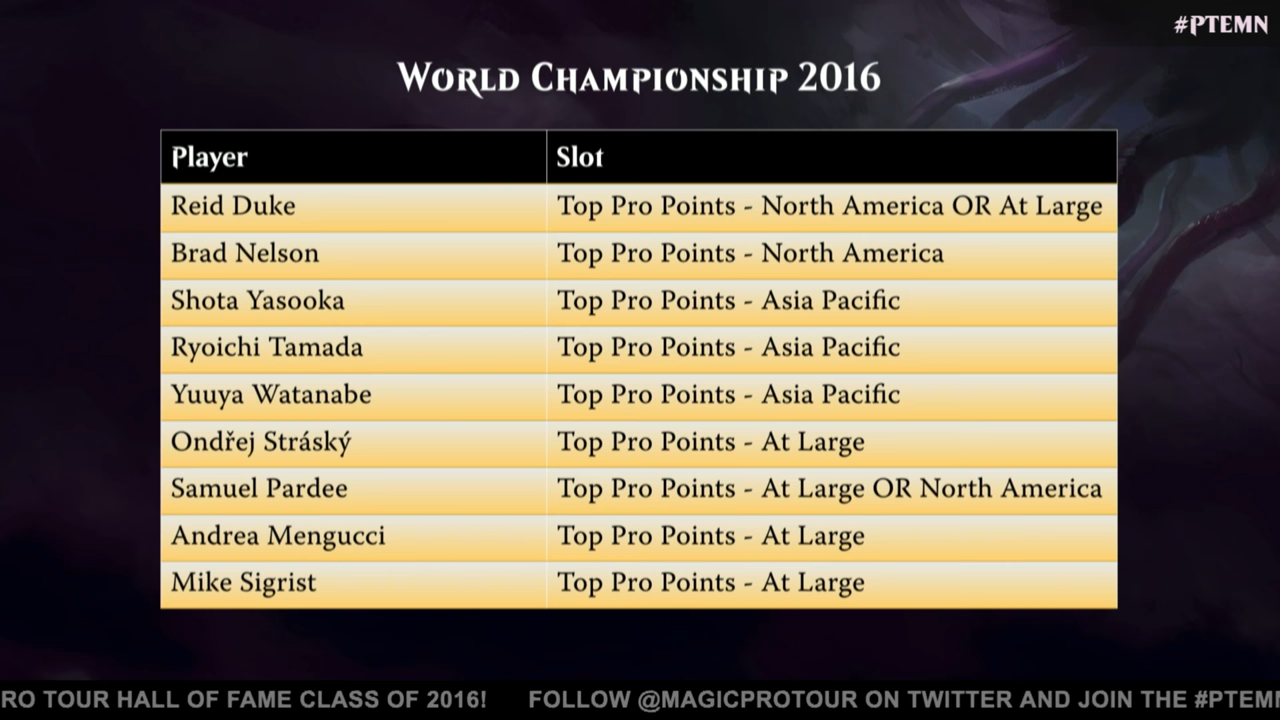 #PTEMN
World Championship 2016
Player Slot
Reid Duke Top Pro Points - North America OR At Large
Brad Nelson Top Pro Points - North America
Shota Yasooka Top Pro Points - Asia Pacific
Ryoichi Tamada Top Pro Points - Asia Pacific
Yuuya Watanabe Top Pro Points - Asia Pacific
Ondřej Stráský Top Pro Points - At Large
Samuel Pardee Top Pro Points - At Large OR North America
Andrea Mengucci Top Pro Points - At Large
Mike Sigrist Top Pro Points - At Large
RO TOUR HALL OF FAME CLASS OF 2016! FOLLOW @MAGICPROTOUR ON TWITTER AND JOIN THE #PTEMN